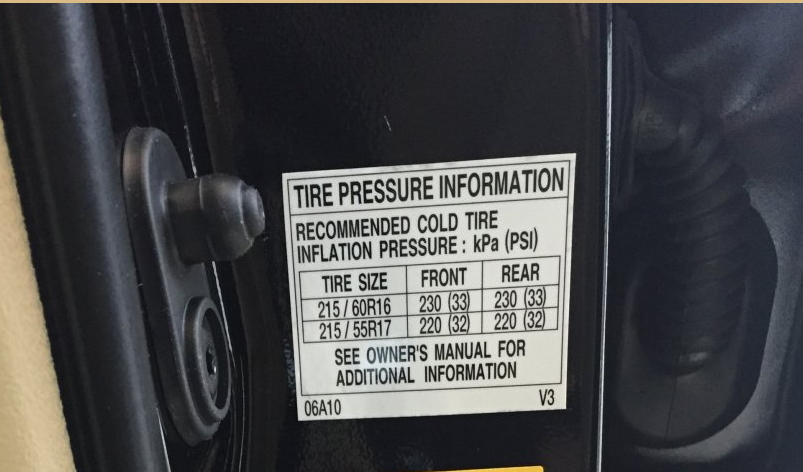 TIRE PRESSURE INFORMATION
RECOMMENDED COLD TIRE
INFLATION PRESSURE : kPa (PSI)
TIRE SIZE FRONT REAR
215 / 60R16 230 (33) 230 (33)
215 / 55R17 220 (32) 220 (32)
SEE OWNER'S MANUAL FOR
ADDITIONAL INFORMATION
06A10 V3